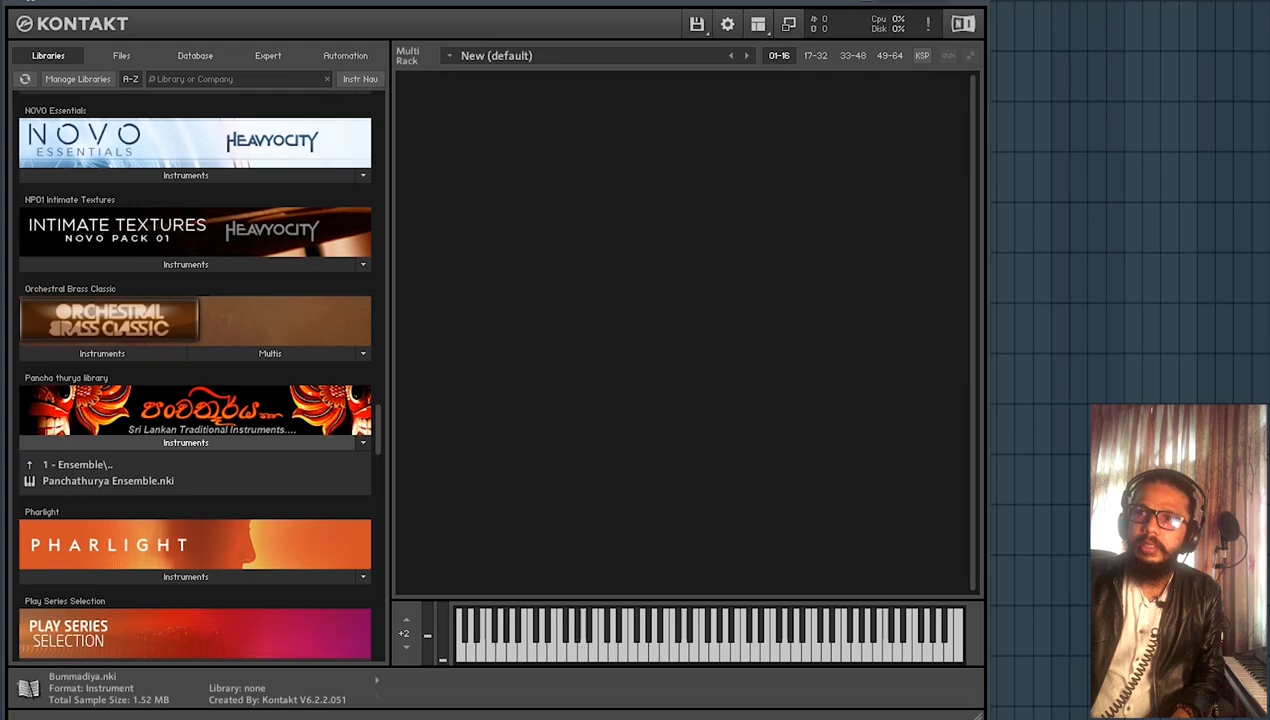 KONTAKT
0
0
Cpu 0%
Disk 0%
!
Libraries
Files
Database
Expert
Automation
Multi
Rack
New (default)
01-16
17-32
33-48
49-64
KSP
aux
Manage Libraries
A-Z
Library or Company
×
Instr Nav
NOVO Essentials
NOVO
ESSENTIALS
HEAVYOCITY
Instruments
NP01 Intimate Textures
INTIMATE TEXTURES
NOVO PACK 01
HEAVYOCITY
Instruments
Orchestral Brass Classic
ORCHESTRAL
BRASS CLASSIC
Instruments
Multis
Pancha thurya library
පංචතූර්ය
Sri Lankan Traditional Instruments....
Instruments
1 - Ensemble\..
Panchathurya Ensemble.nki
Pharlight
PHARLIGHT
Instruments
Play Series Selection
PLAY SERIES
SELECTION
+2
Bummadiya.nki
Format: Instrument
Total Sample Size: 1.52 MB
Library: none
Created By: Kontakt V6.2.2.051